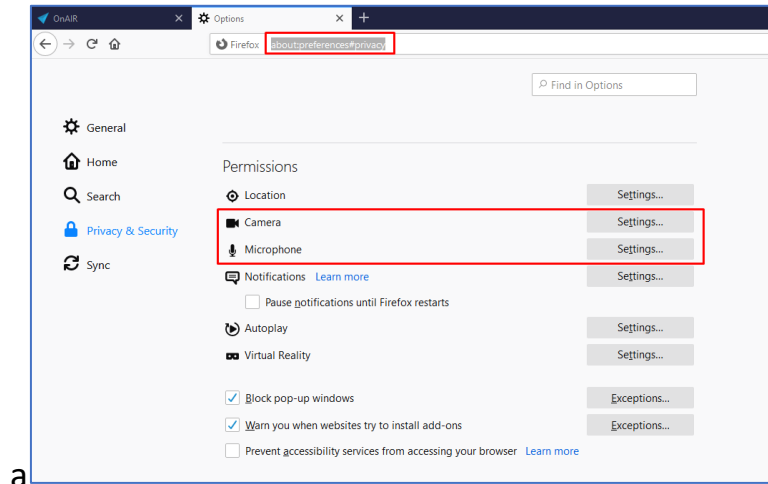 OnAIR
Options
Firefox about:preferences#privacy
Find in Options
General
Home
Search
Privacy & Security
Sync
Permissions
Location Settings...
Camera Settings...
Microphone Settings...
Notifications Learn more Settings...
Pause notifications until Firefox restarts
Autoplay Settings...
Virtual Reality Settings...
Block pop-up windows Exceptions...
Warn you when websites try to install add-ons Exceptions...
Prevent accessibility services from accessing your browser Learn more
a